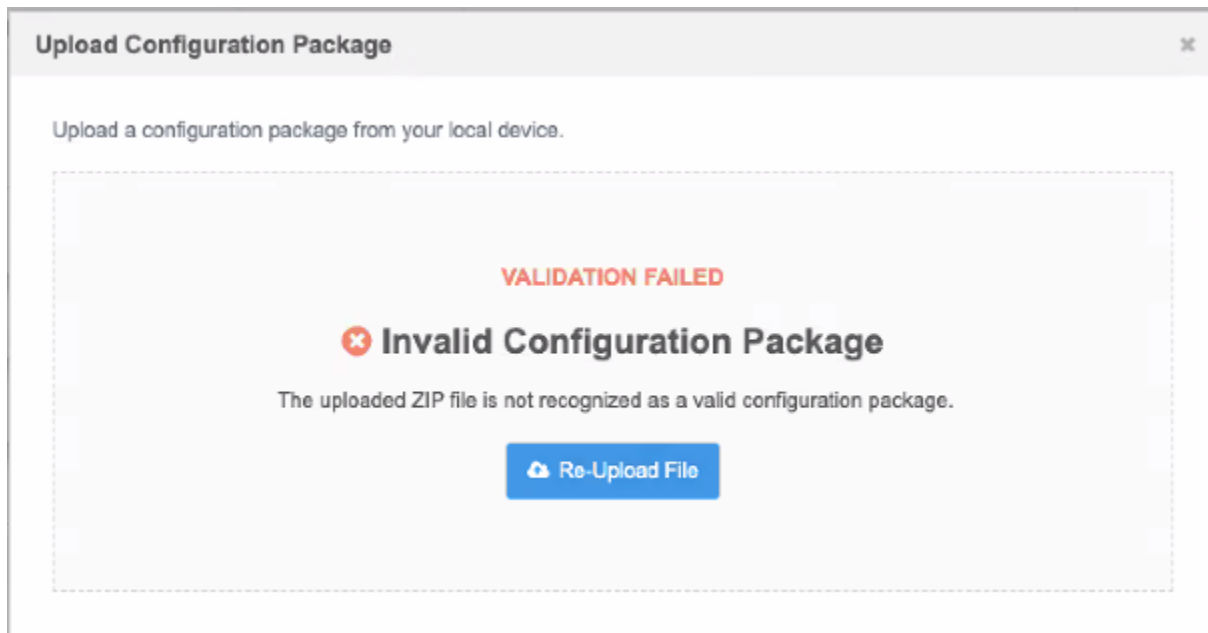 Upload Configuration Package
Upload a configuration package from your local device.
VALIDATION FAILED
Invalid Configuration Package
The uploaded ZIP file is not recognized as a valid configuration package.
Re-Upload File